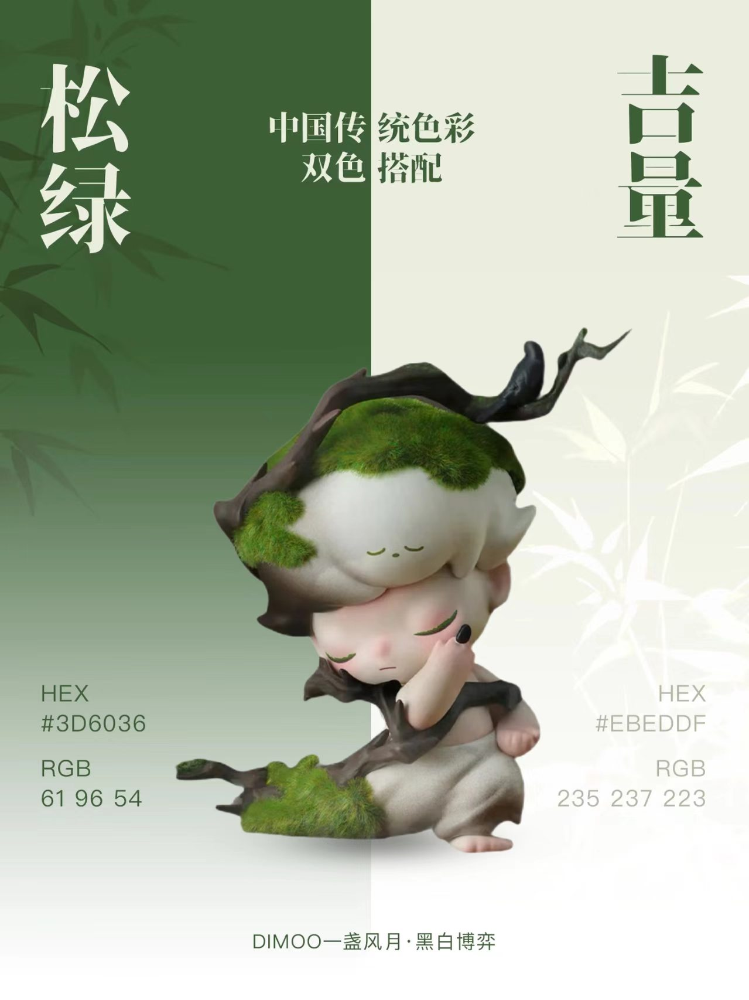 松绿
中国传统色彩
双色搭配
吉量
HEX
#3D6036
RGB
61 96 54
HEX
#EBEDDF
RGB
235 237 223
DIMOO一盏风月·黑白博弈